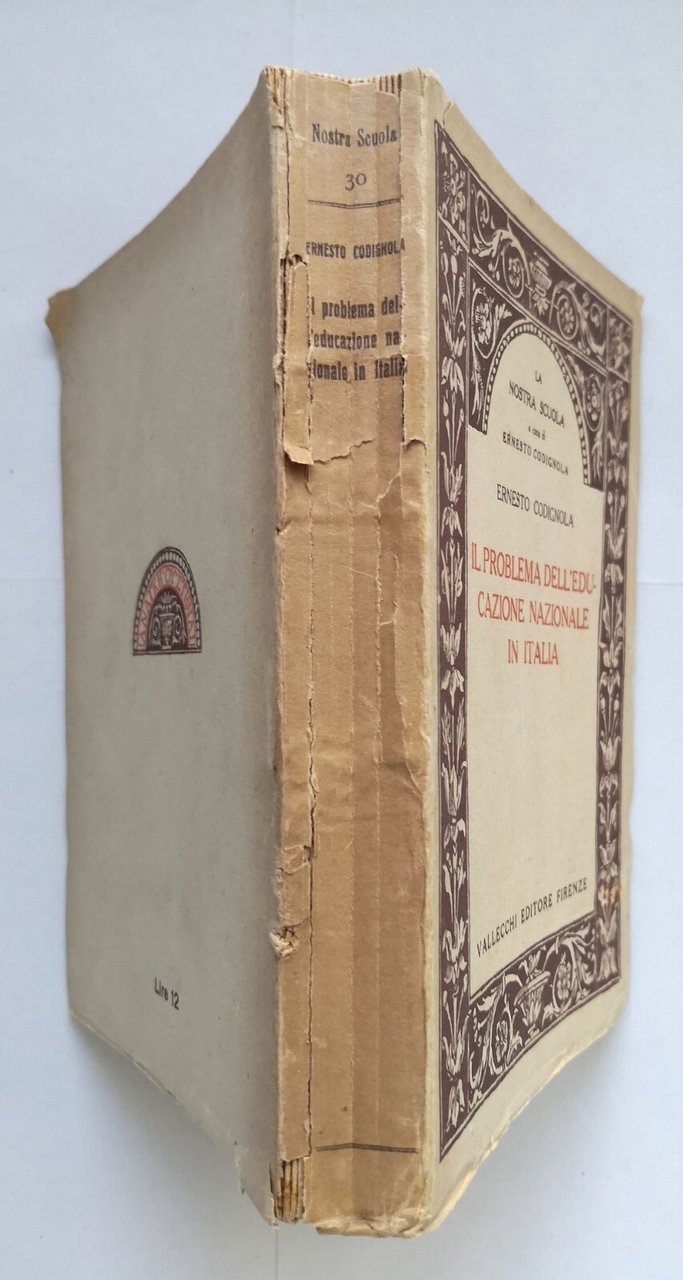 Nostra Scuola
30
ERNESTO CODIGNOLA
Il problema del-
l'educazione na-
zionale in Italia
LA
NOSTRA SCUOLA
a cura di
ERNESTO CODIGNOLA
ERNESTO CODIGNOLA
IL PROBLEMA DELL'EDU-
CAZIONE NAZIONALE
IN ITALIA
VALLECCHI EDITORE FIRENZE
Lire 12